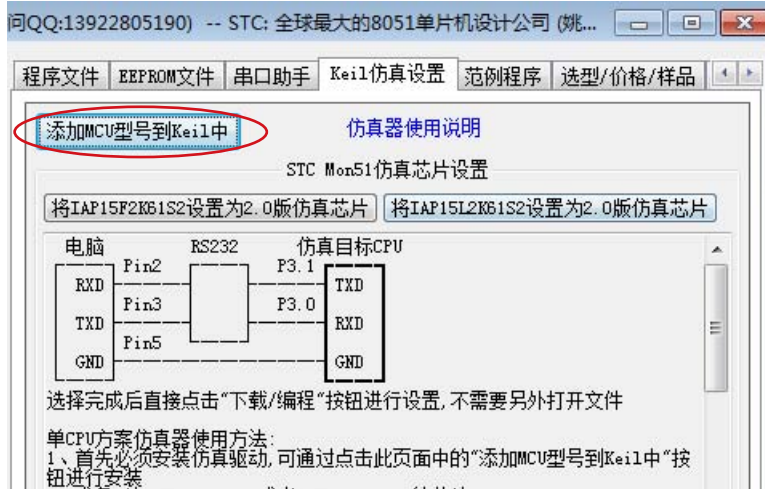 问QQ:13922805190) -- STC: 全球最大的8051单片机设计公司 (姚...
程序文件 EEPROM文件 串口助手 Keil仿真设置 范例程序 选型/价格/样品
添加MCU型号到Keil中 仿真器使用说明
STC Mon51仿真芯片设置
将IAP15F2K61S2设置为2.0版仿真芯片 将IAP15L2K61S2设置为2.0版仿真芯片
电脑 RS232 仿真目标CPU
Pin2 P3.1
RXD TXD
Pin3 P3.0
TXD RXD
Pin5
GND GND
选择完成后直接点击"下载/编程"按钮进行设置,不需要另外打开文件
单CPU方案仿真器使用方法:
1、首先必须安装仿真驱动,可通过点击此页面中的"添加MCU型号到Keil中"按
钮进行安装